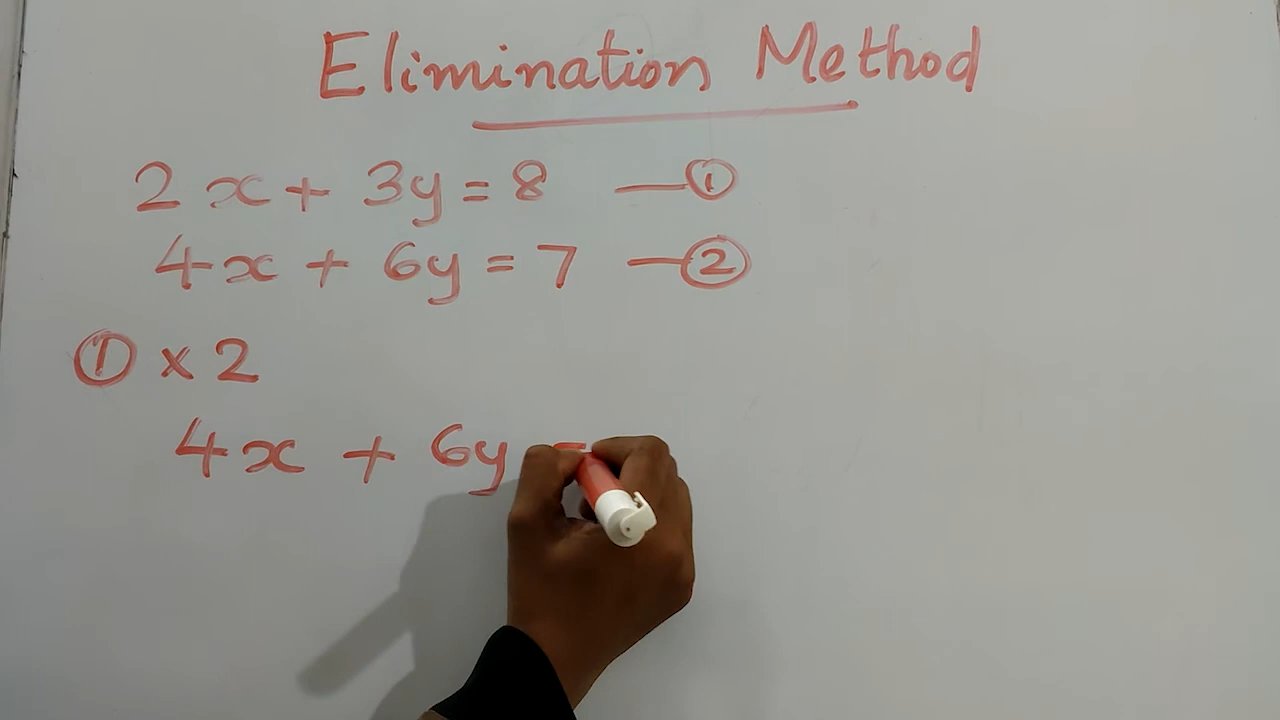 Elimination Method
2x + 3y = 8 — ①
4x + 6y = 7 — ②
① × 2
4x + 6y =